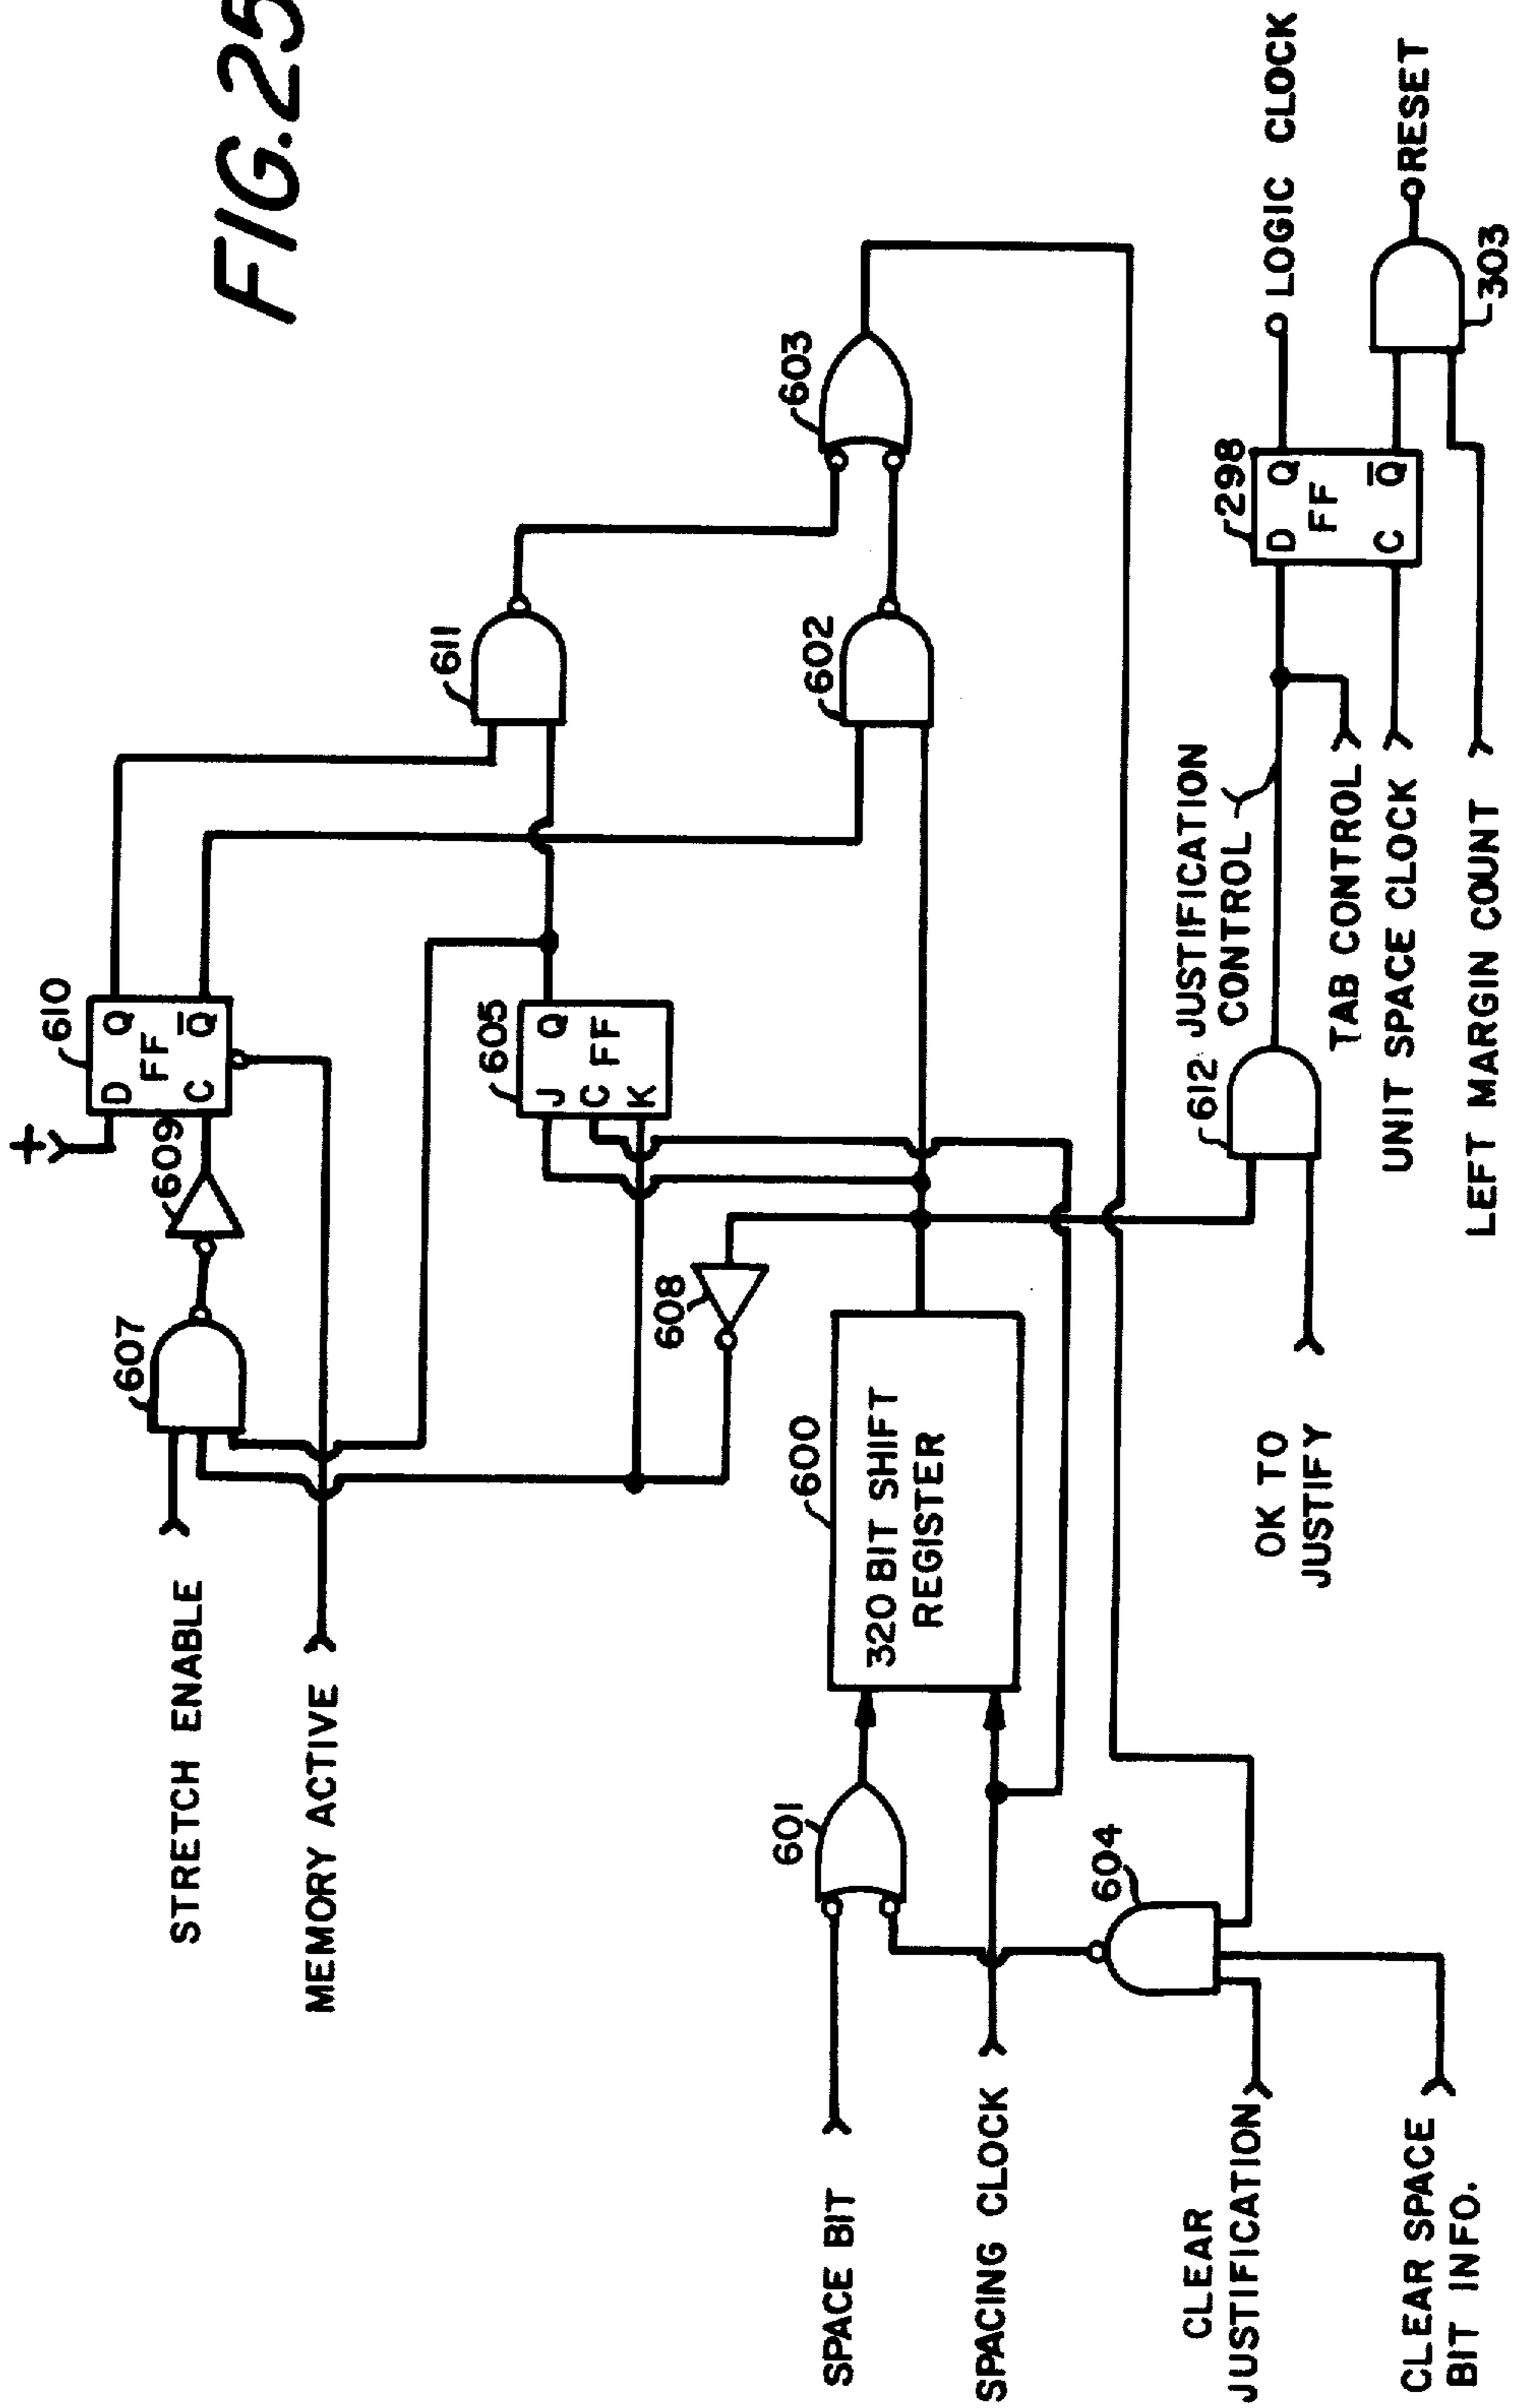 FIG.25
+
STRETCH ENABLE
607
609
610
D Q
FF
C Q̅
MEMORY ACTIVE
611
605
J Q
C FF
K
603
608
602
SPACE BIT
601
600
320 BIT SHIFT
REGISTER
SPACING CLOCK
604
CLEAR
JUSTIFICATION
CLEAR SPACE
BIT INFO.
OK TO
JUSTIFY
612
JUSTIFICATION
CONTROL
TAB CONTROL
UNIT SPACE CLOCK
LEFT MARGIN COUNT
298
D Q
FF
C Q̅
LOGIC CLOCK
RESET
303